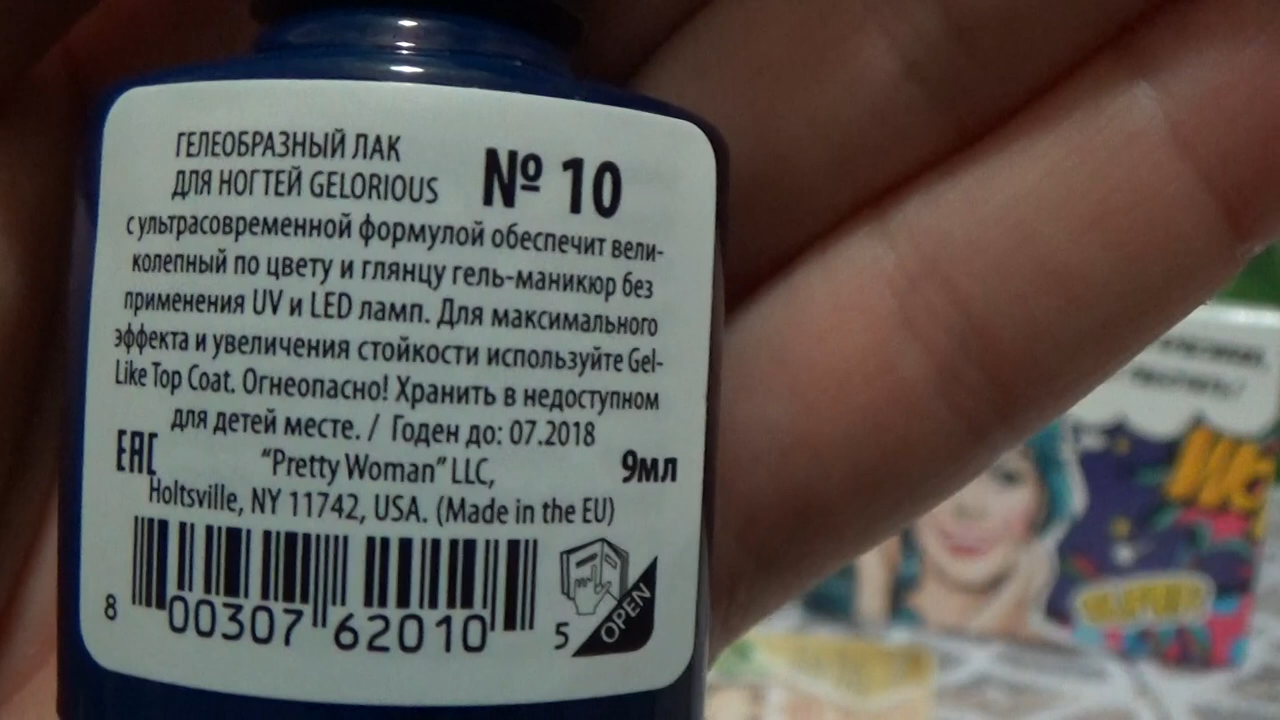 ГЕЛЕОБРАЗНЫЙ ЛАК
ДЛЯ НОГТЕЙ GELORIOUS
№ 10
с ультрасовременной формулой обеспечит вели-
колепный по цвету и глянцу гель-маникюр без
применения UV и LED ламп. Для максимального
эффекта и увеличения стойкости используйте Gel-
Like Top Coat. Огнеопасно! Хранить в недоступном
для детей месте. / Годен до: 07.2018
EAC
"Pretty Woman" LLC,
9мл
Holtsville, NY 11742, USA. (Made in the EU)
8 00307 62010 5
OPEN